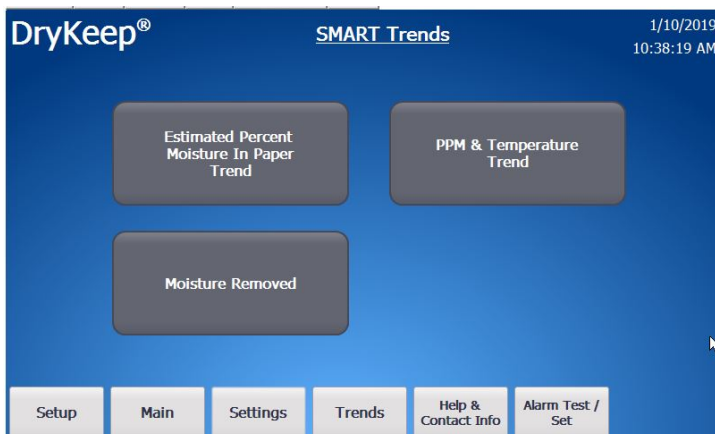 DryKeep®
SMART Trends
1/10/2019
10:38:19 AM
Estimated Percent
Moisture In Paper
Trend
PPM & Temperature
Trend
Moisture Removed
Setup
Main
Settings
Trends
Help &
Contact Info
Alarm Test /
Set